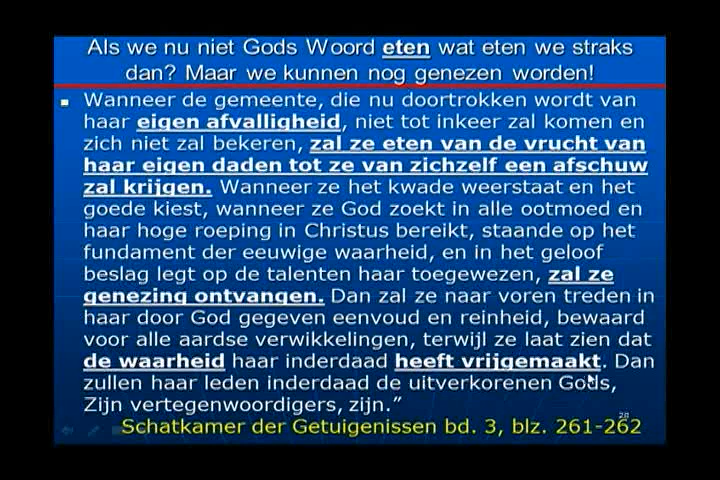 Als we nu niet Gods Woord eten wat eten we straks
dan? Maar we kunnen nog genezen worden!
Wanneer de gemeente, die nu doortrokken wordt van
haar eigen afvalligheid, niet tot inkeer zal komen en
zich niet zal bekeren, zal ze eten van de vrucht van
haar eigen daden tot ze van zichzelf een afschuw
zal krijgen. Wanneer ze het kwade weerstaat en het
goede kiest, wanneer ze God zoekt in alle ootmoed en
haar hoge roeping in Christus bereikt, staande op het
fundament der eeuwige waarheid, en in het geloof
beslag legt op de talenten haar toegewezen, zal ze
genezing ontvangen. Dan zal ze naar voren treden in
haar door God gegeven eenvoud en reinheid, bewaard
voor alle aardse verwikkelingen, terwijl ze laat zien dat
de waarheid haar inderdaad heeft vrijgemaakt. Dan
zullen haar leden inderdaad de uitverkorenen Gods,
Zijn vertegenwoordigers, zijn.”
Schatkamer der Getuigenissen bd. 3, blz. 261-262